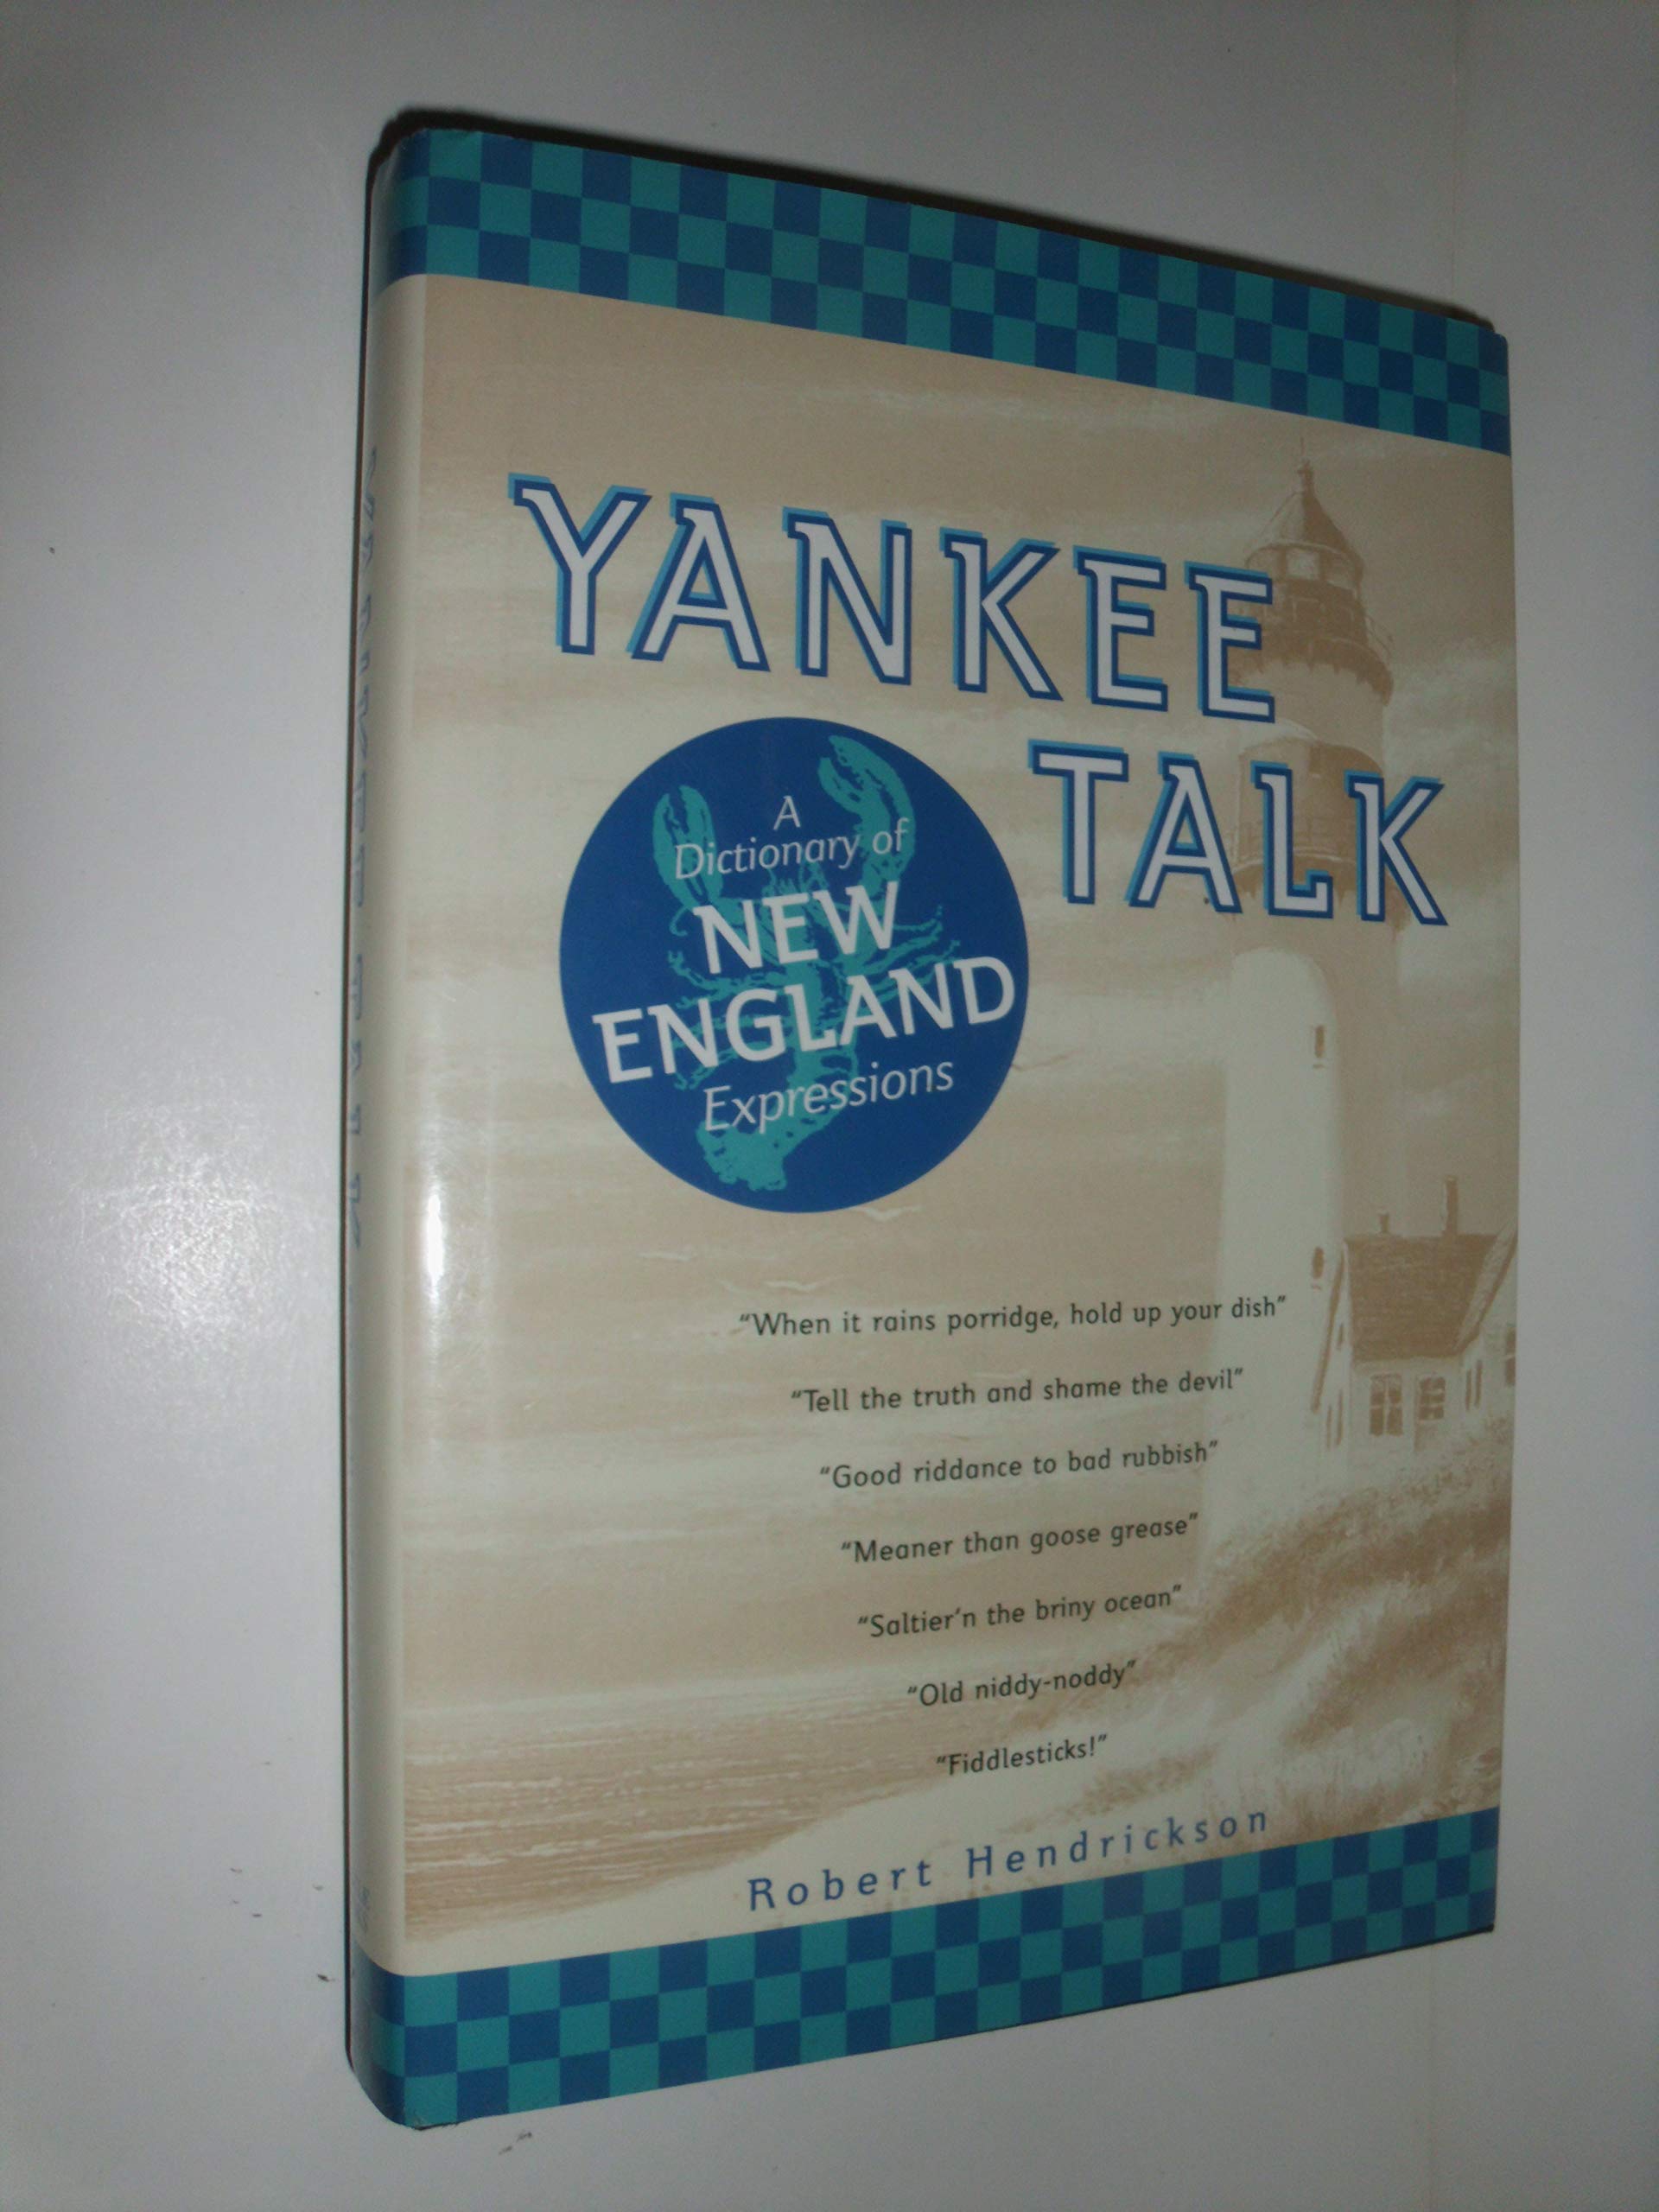 YANKEE
TALK
A
Dictionary of
NEW
ENGLAND
Expressions
"When it rains porridge, hold up your dish"
"Tell the truth and shame the devil"
"Good riddance to bad rubbish"
"Meaner than goose grease"
"Saltier'n the briny ocean"
"Old niddy-noddy"
"Fiddlesticks!"
Robert Hendrickson